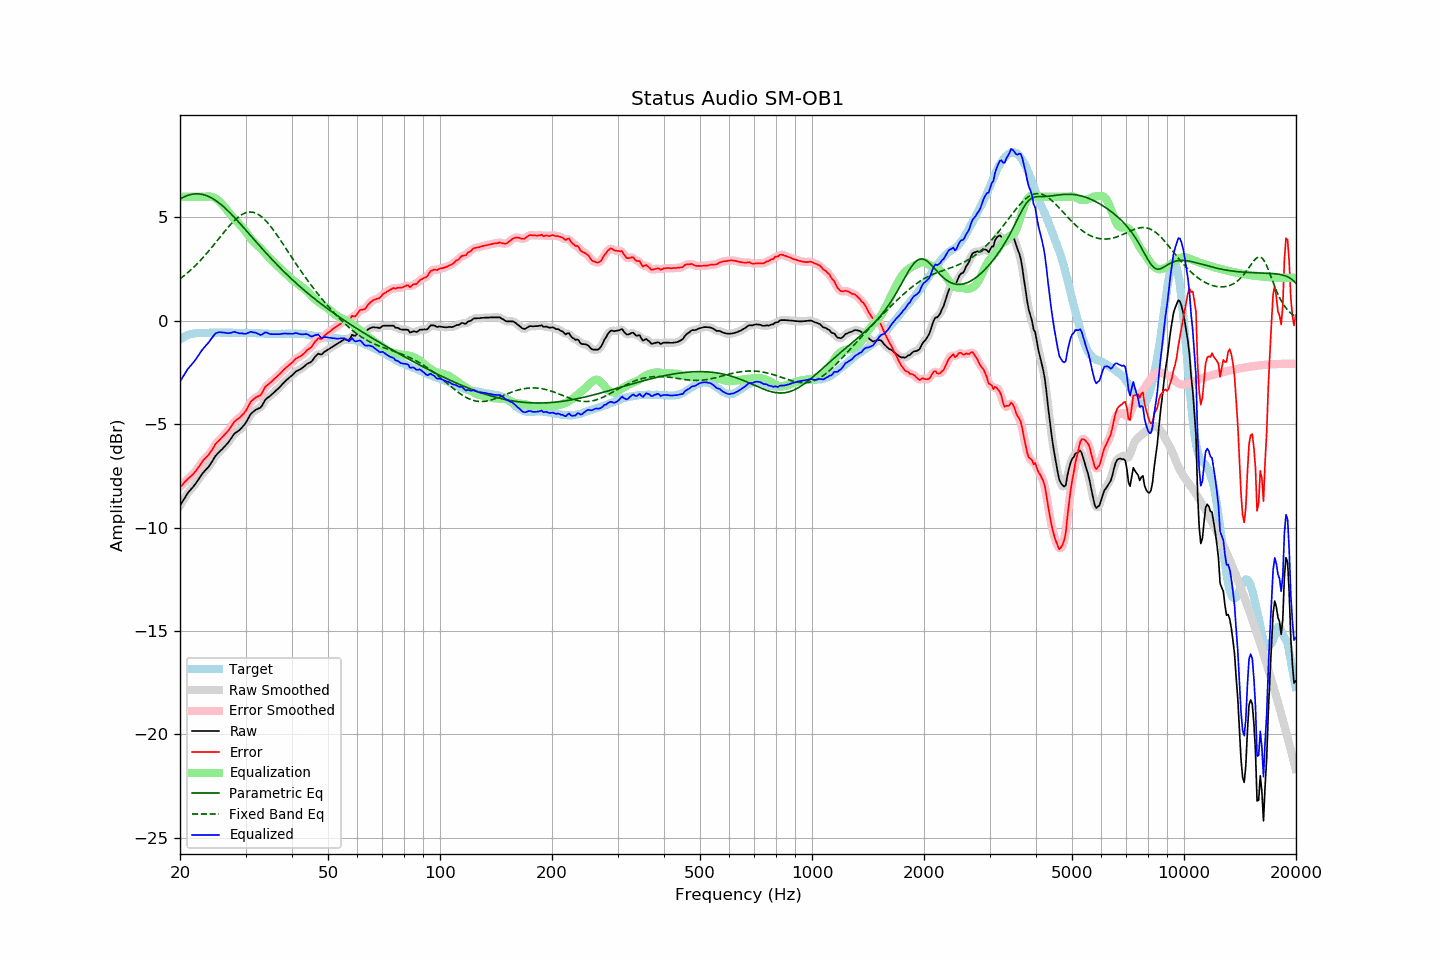 Status Audio SM-OB1
Amplitude (dBr)
5
0
−5
−10
−15
−20
−25
Target
Raw Smoothed
Error Smoothed
Raw
Error
Equalization
Parametric Eq
Fixed Band Eq
Equalized
20 50 100 200 500 1000 2000 5000 10000 20000
Frequency (Hz)